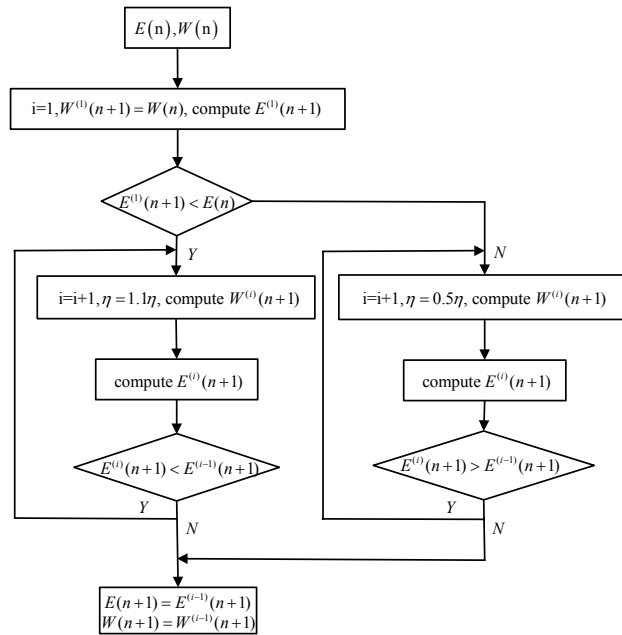 E(n),W(n)
i=1,W^{(1)}(n+1)=W(n), compute E^{(1)}(n+1)
E^{(1)}(n+1)<E(n)
Y
N
i=i+1,η=1.1η, compute W^{(i)}(n+1)
i=i+1,η=0.5η, compute W^{(i)}(n+1)
compute E^{(i)}(n+1)
compute E^{(i)}(n+1)
E^{(i)}(n+1)<E^{(i-1)}(n+1)
E^{(i)}(n+1)>E^{(i-1)}(n+1)
Y
N
Y
N
E(n+1)=E^{(i-1)}(n+1)
W(n+1)=W^{(i-1)}(n+1)